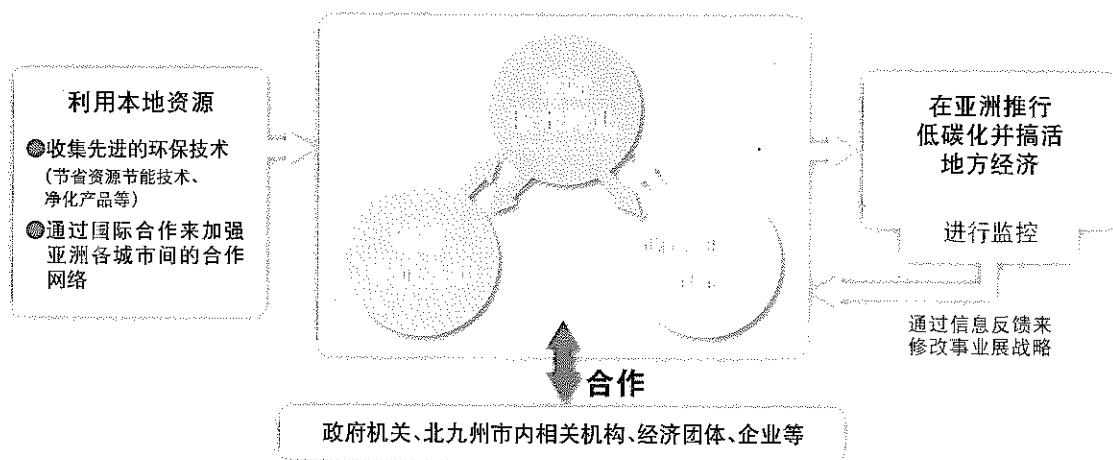 利用本地资源
●收集先进的环保技术
(节省资源节能技术、
净化产品等)
●通过国际合作来加强
亚洲各城市间的合作
网络
在亚洲推行
低碳化并搞活
地方经济
进行监控
通过信息反馈来
修改事业展战略
合作
政府机关、北九州市内相关机构、经济团体、企业等